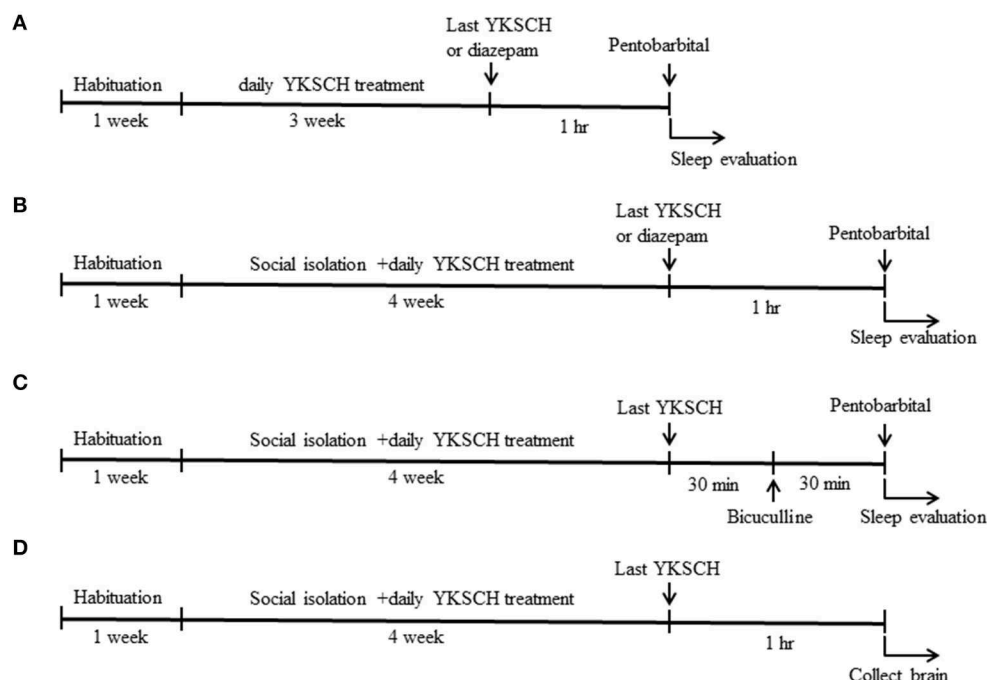 A
Last YKSCH
or diazepam
Pentobarbital
Habituation
daily YKSCH treatment
1 week
3 week
1 hr
Sleep evaluation
B
Last YKSCH
or diazepam
Pentobarbital
Habituation
Social isolation +daily YKSCH treatment
1 week
4 week
1 hr
Sleep evaluation
C
Last YKSCH
Pentobarbital
Habituation
Social isolation +daily YKSCH treatment
1 week
4 week
30 min
30 min
Bicuculline
Sleep evaluation
D
Last YKSCH
Habituation
Social isolation +daily YKSCH treatment
1 week
4 week
1 hr
Collect brain